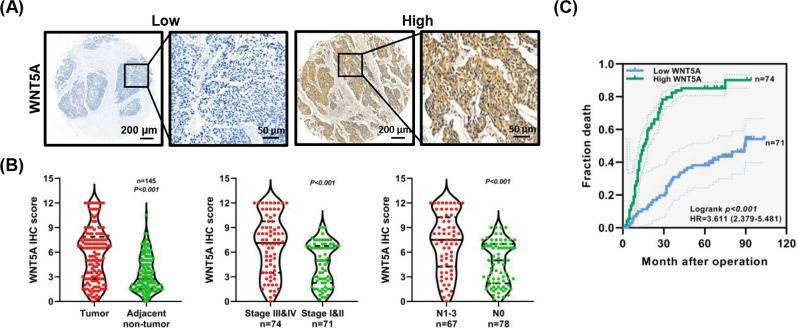 (A)
Low
High
WNT5A
200 μm
50 μm
200 μm
50 μm
(B)
WNT5A IHC score
15
12
9
6
3
0
n=145
P<0.001
Tumor
Adjacent
non-tumor
WNT5A IHC score
15
12
9
6
3
0
P<0.001
Stage III&IV
n=74
Stage I&II
n=71
WNT5A IHC score
15
12
9
6
3
0
P<0.001
N1-3
n=67
N0
n=78
(C)
Low WNT5A
High WNT5A
Fraction death
1.0
0.8
0.6
0.4
0.2
0.0
n=74
n=71
Logrank p<0.001
HR=3.611 (2.379-5.481)
0 30 60 90 120
Month after operation